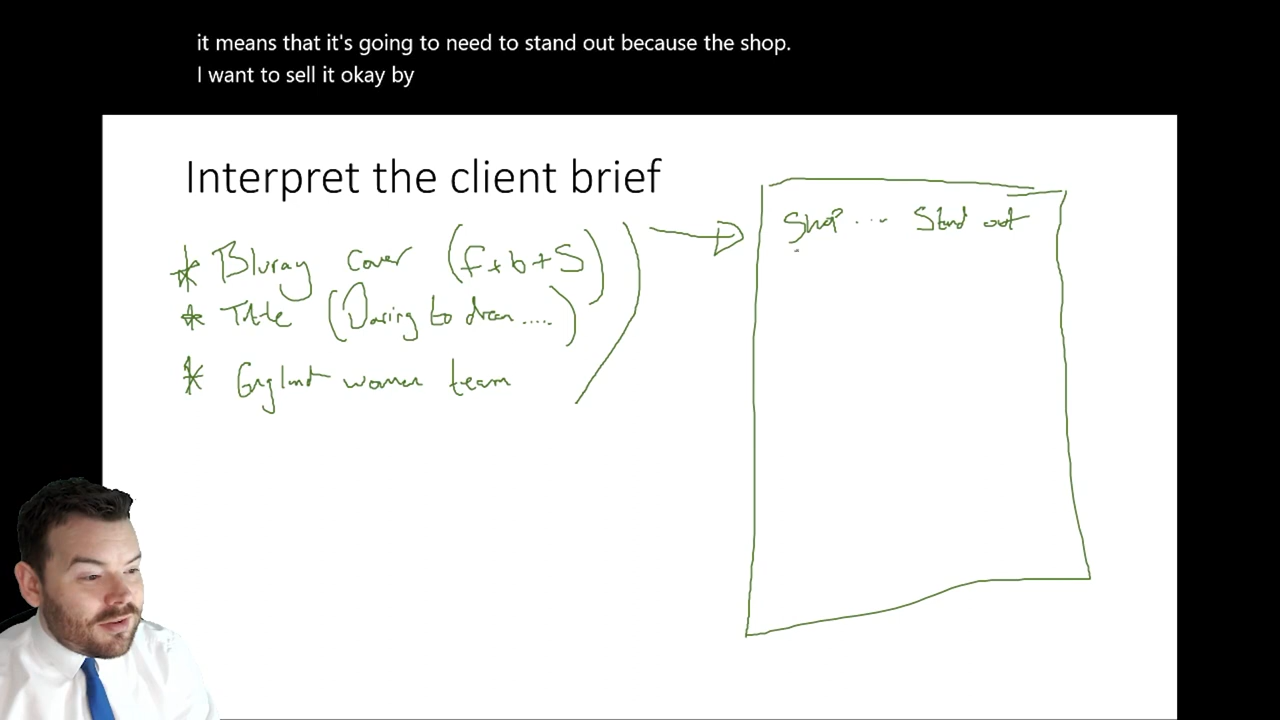 it means that it's going to need to stand out because the shop.
I want to sell it okay by
Interpret the client brief
* Bluray cover (f+b+S)
* Title (Daring to drea.....)
* England women team
Shop ... Stand out